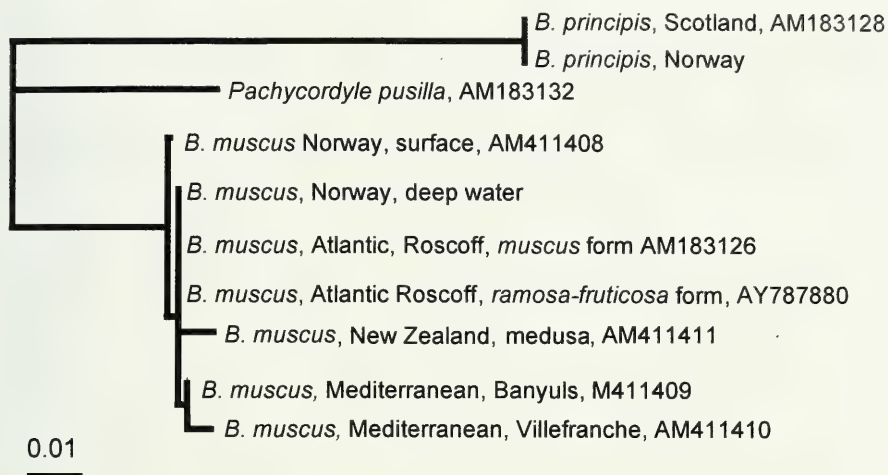 B. principis, Scotland, AM183128
B. principis, Norway
Pachycordyle pusilla, AM183132
B. muscus Norway, surface, AM411408
B. muscus, Norway, deep water
B. muscus, Atlantic, Roscoff, muscus form AM183126
B. muscus, Atlantic Roscoff, ramosa-fruticosa form, AY787880
B. muscus, New Zealand, medusa, AM411411
B. muscus, Mediterranean, Banyuls, M411409
B. muscus, Mediterranean, Villefranche, AM411410
0.01